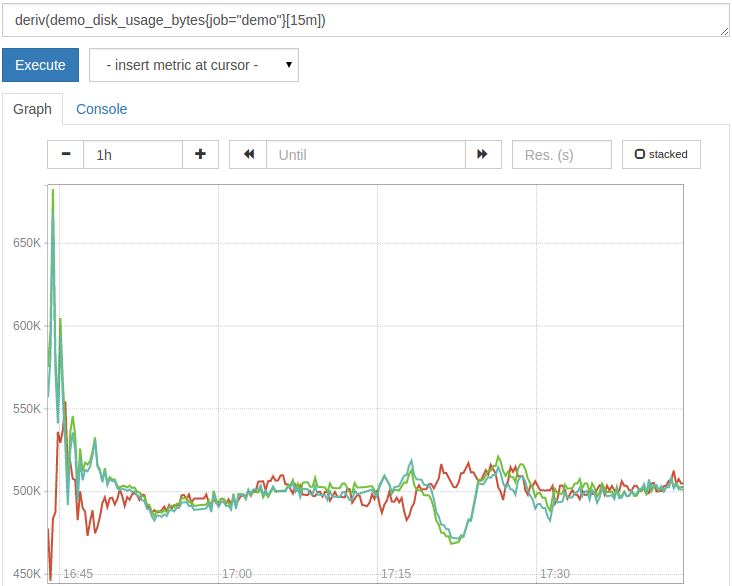 deriv(demo_disk_usage_bytes{job="demo"}[15m])
Execute
- insert metric at cursor -
Graph Console
1h
Until
Res. (s)
stacked
650K
600K
550K
500K
450K
16:45 17:00 17:15 17:30